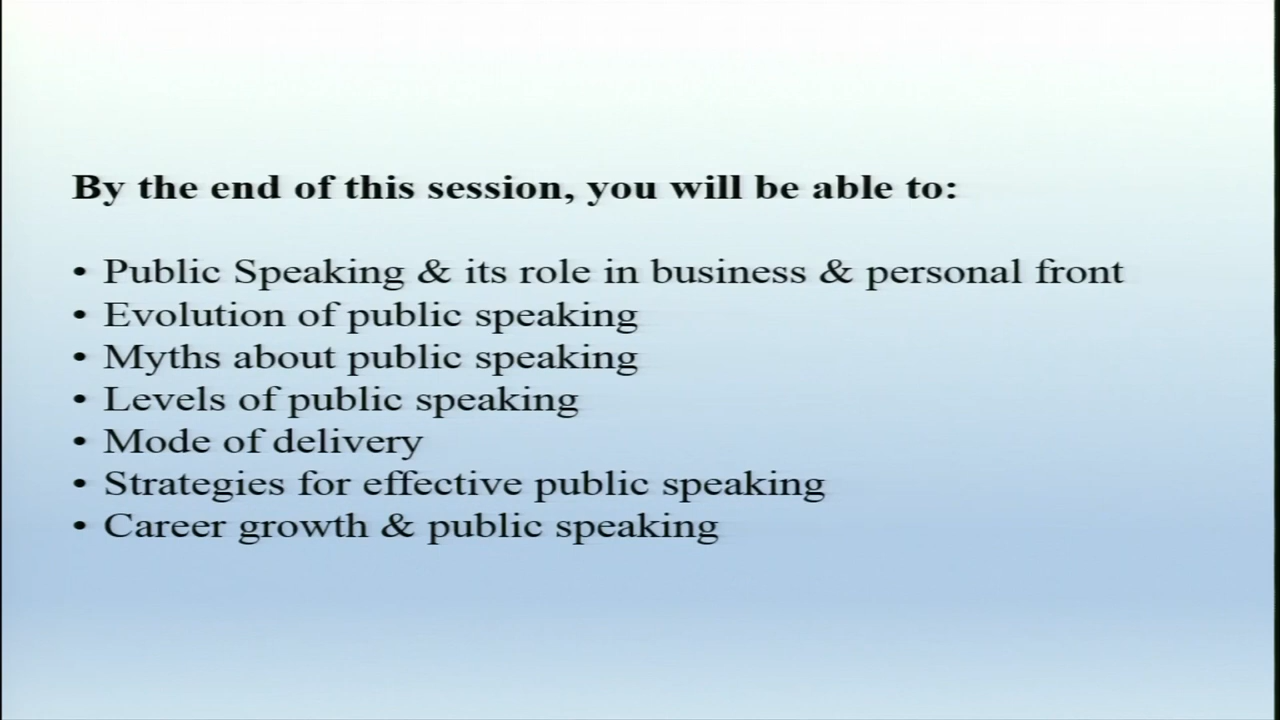 By the end of this session, you will be able to:
• Public Speaking & its role in business & personal front
• Evolution of public speaking
• Myths about public speaking
• Levels of public speaking
• Mode of delivery
• Strategies for effective public speaking
• Career growth & public speaking